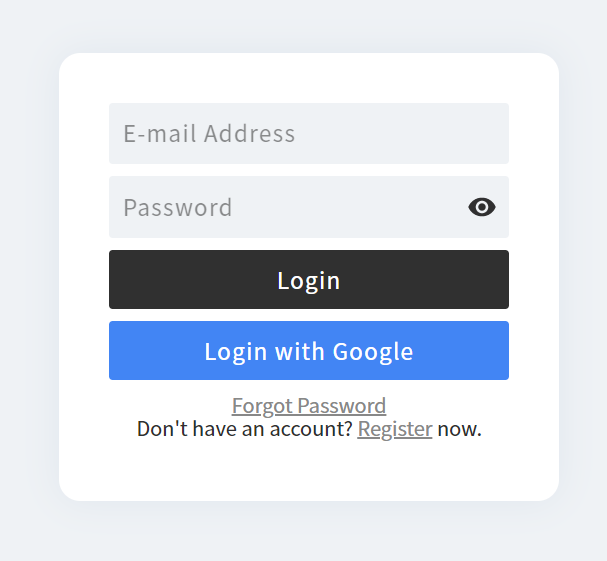 E-mail Address
Password
Login
Login with Google
Forgot Password
Don't have an account? Register now.